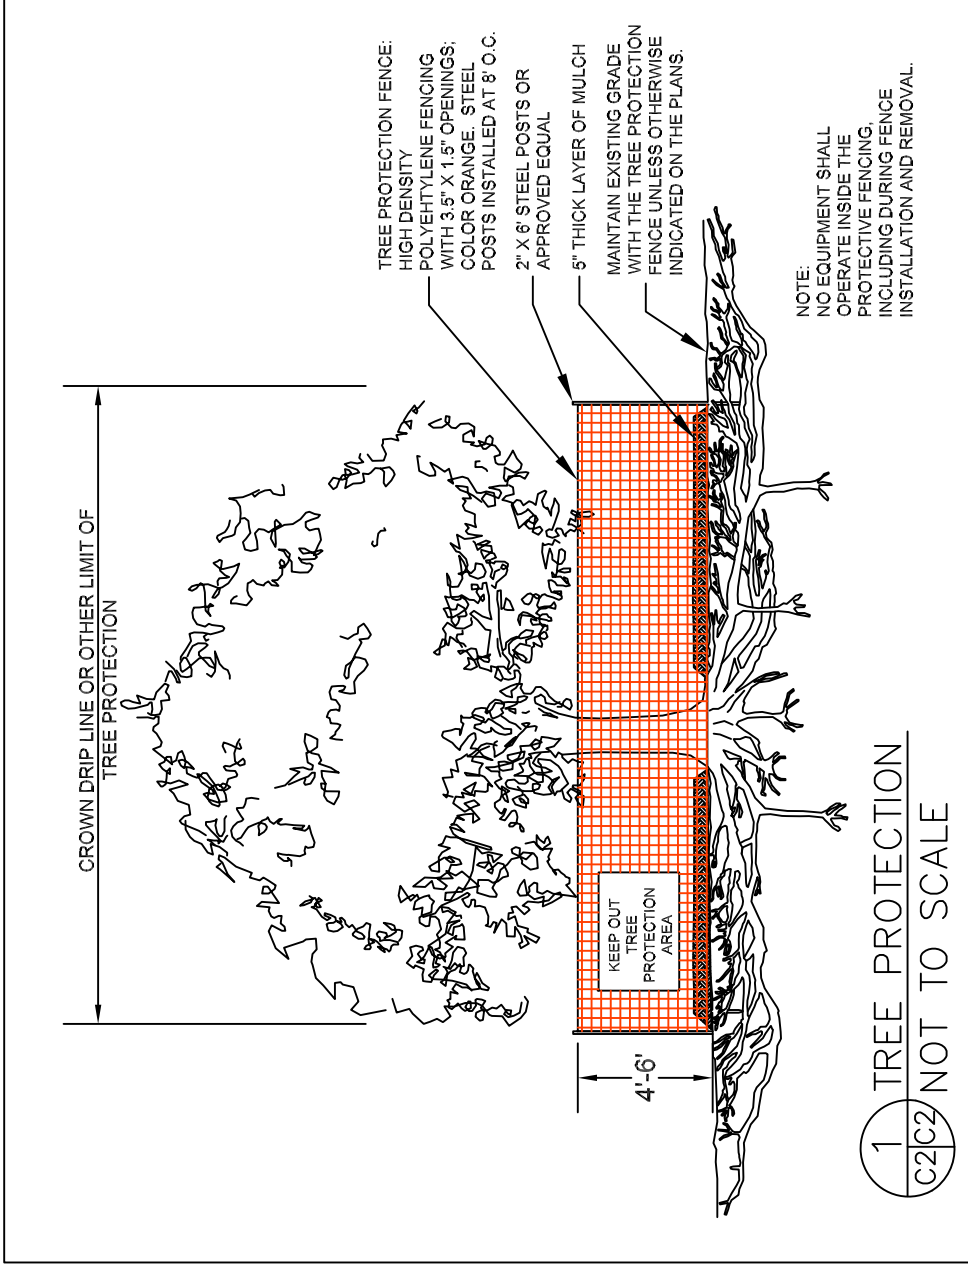 CROWN DRIP LINE OR OTHER LIMIT OF
TREE PROTECTION
TREE PROTECTION FENCE:
HIGH DENSITY
POLYEHTYLENE FENCING
WITH 3.5" X 1.5" OPENINGS;
COLOR ORANGE. STEEL
POSTS INSTALLED AT 8' O.C.
2" X 6' STEEL POSTS OR
APPROVED EQUAL
5" THICK LAYER OF MULCH
MAINTAIN EXISTING GRADE
WITH THE TREE PROTECTION
FENCE UNLESS OTHERWISE
INDICATED ON THE PLANS.
KEEP OUT
TREE
PROTECTION
AREA
4'-6'
NOTE:
NO EQUIPMENT SHALL
OPERATE INSIDE THE
PROTECTIVE FENCING,
INCLUDING DURING FENCE
INSTALLATION AND REMOVAL.
1
C2 C2
TREE PROTECTION
NOT TO SCALE